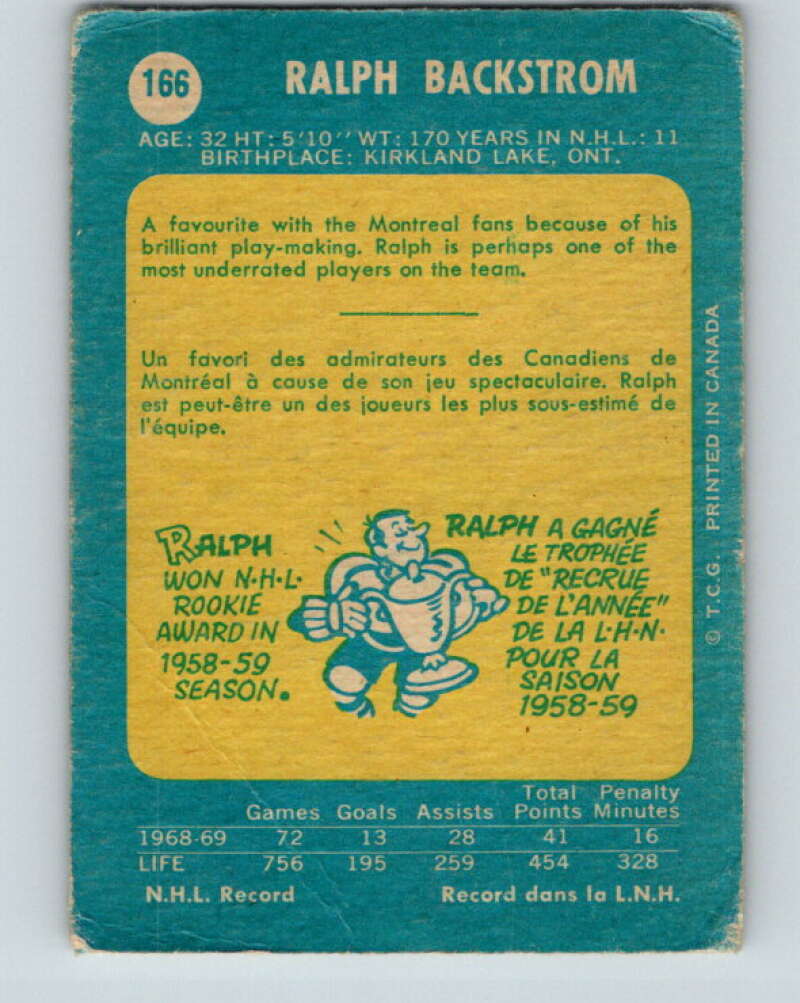 166
RALPH BACKSTROM
AGE: 32 HT: 5'10'' WT: 170 YEARS IN N.H.L.: 11
BIRTHPLACE: KIRKLAND LAKE, ONT.
A favourite with the Montreal fans because of his
brilliant play-making. Ralph is perhaps one of the
most underrated players on the team.
Un favori des admirateurs des Canadiens de
Montréal à cause de son jeu spectaculaire. Ralph
est peut-être un des joueurs les plus sous-estimé de
l'équipe.
RALPH
WON N·H·L·
ROOKIE
AWARD IN
1958-59
SEASON.
RALPH A GAGNÉ
LE TROPHÉE
DE "RECRUE
DE L'ANNÉE"
DE LA L·H·N·
POUR LA
SAISON
1958-59
© T.C.G. PRINTED IN CANADA
Total Penalty
Games Goals Assists Points Minutes
1968-69 72 13 28 41 16
LIFE 756 195 259 454 328
N.H.L. Record Record dans la L.N.H.